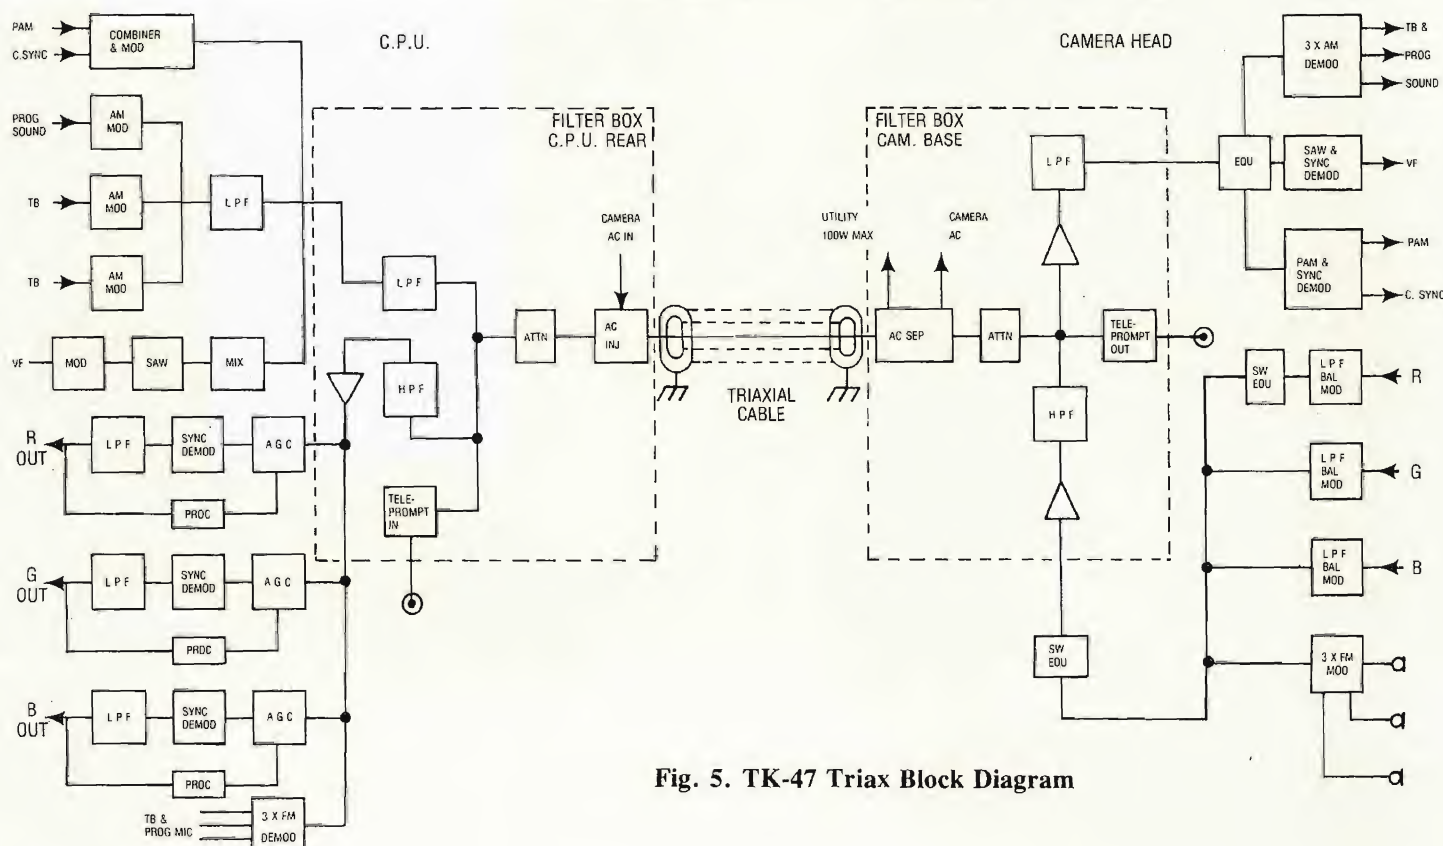 PAM
C.SYNC
COMBINER
& MOD
C.P.U.
CAMERA HEAD
3 X AM
DEMOD
TB &
PROG
SOUND
PROG
SOUND
AM
MOD
FILTER BOX
C.P.U. REAR
FILTER BOX
CAM. BASE
LPF
EQU
SAW &
SYNC
DEMOD
VF
TB
AM
MOD
LPF
CAMERA
AC IN
UTILITY
100W MAX
CAMERA
AC
PAM &
SYNC
DEMOD
PAM
C. SYNC
TB
AM
MOD
LPF
VF
MOD
SAW
MIX
ATTN
AC
INJ
AC SEP
ATTN
TELE-
PROMPT
OUT
HPF
TRIAXIAL
CABLE
HPF
SW
EQU
LPF
BAL
MOD
R
R
OUT
LPF
SYNC
DEMOD
AGC
PROC
LPF
BAL
MOD
G
TELE-
PROMPT
IN
G
OUT
LPF
SYNC
DEMOD
AGC
PROC
LPF
BAL
MOD
B
SW
EQU
3 X FM
MOD
B
OUT
LPF
SYNC
DEMOD
AGC
PROC
TB &
PROG MIC
3 X FM
DEMOD
Fig. 5. TK-47 Triax Block Diagram